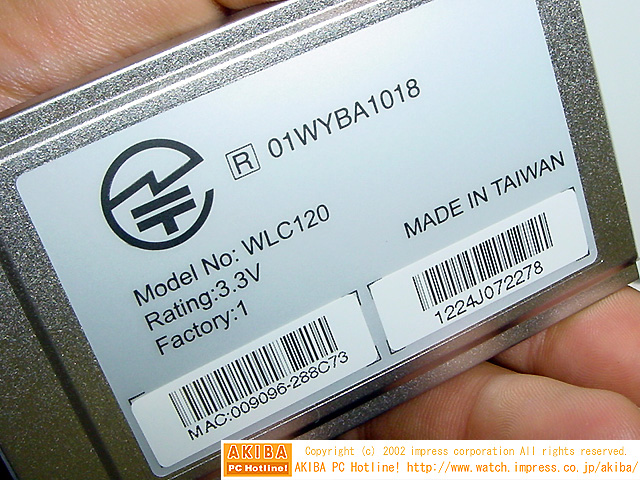 R 01WYBA1018
Model No: WLC120
Rating:3.3V
Factory:1
MADE IN TAIWAN
1224J072278
MAC:009096-288C73
AKIBA
PC Hotline!
Copyright (c) 2002 impress corporation All rights reserved.
AKIBA PC Hotline! http://www.watch.impress.co.jp/akiba/